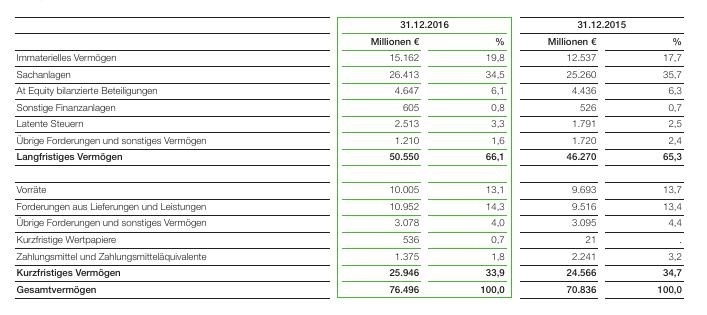 31.12.2016 31.12.2015
Millionen € % Millionen € %
Immaterielles Vermögen 15.162 19,8 12.537 17,7
Sachanlagen 26.413 34,5 25.260 35,7
At Equity bilanzierte Beteiligungen 4.647 6,1 4.436 6,3
Sonstige Finanzanlagen 605 0,8 526 0,7
Latente Steuern 2.513 3,3 1.791 2,5
Übrige Forderungen und sonstiges Vermögen 1.210 1,6 1.720 2,4
Langfristiges Vermögen 50.550 66,1 46.270 65,3
Vorräte 10.005 13,1 9.693 13,7
Forderungen aus Lieferungen und Leistungen 10.952 14,3 9.516 13,4
Übrige Forderungen und sonstiges Vermögen 3.078 4,0 3.095 4,4
Kurzfristige Wertpapiere 536 0,7 21 .
Zahlungsmittel und Zahlungsmitteläquivalente 1.375 1,8 2.241 3,2
Kurzfristiges Vermögen 25.946 33,9 24.566 34,7
Gesamtvermögen 76.496 100,0 70.836 100,0